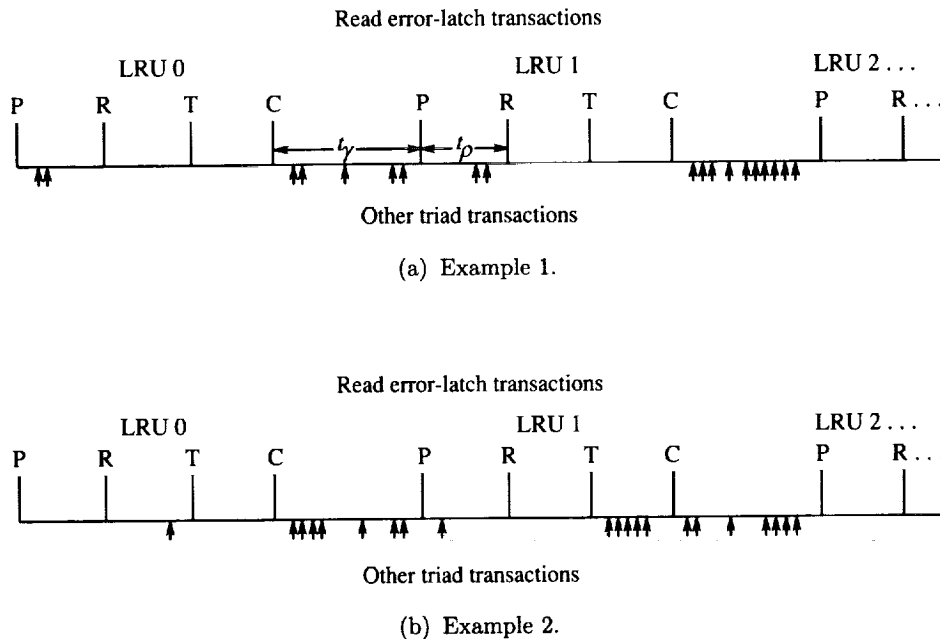 Read error-latch transactions
LRU 0 LRU 1 LRU 2 . . .
P R T C P R T C P R . . .
tγ tρ
Other triad transactions
(a) Example 1.
Read error-latch transactions
LRU 0 LRU 1 LRU 2 . . .
P R T C P R T C P R . . .
Other triad transactions
(b) Example 2.